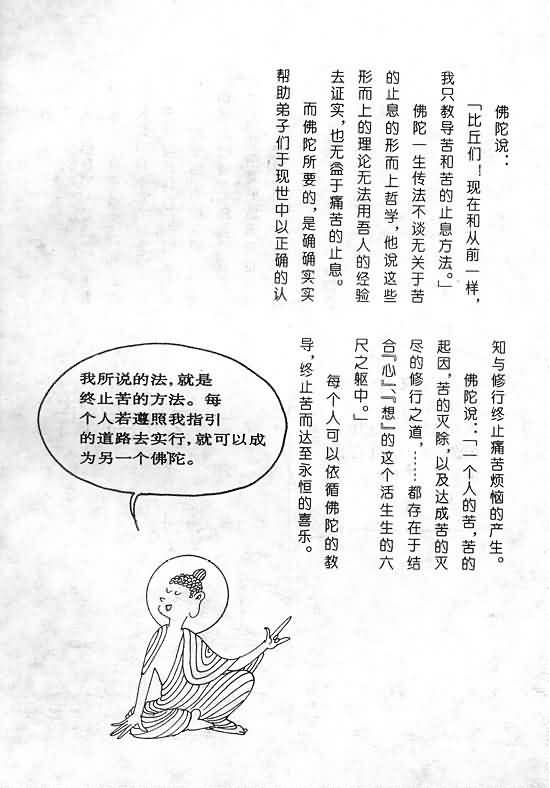 佛陀说：
「比丘们！现在和从前一样，
我只教导苦和苦的止息方法。」
佛陀一生传法不谈无关于苦
的止息的形而上哲学，他说这些
形而上的理论无法用吾人的经验
去证实，也无益于痛苦的止息。
而佛陀所要的，是确确实实
帮助弟子们于现世中以正确的认
知与修行终止痛苦烦恼的产生。
佛陀说：「一个人的苦，苦的
起因，苦的灭除，以及达成苦的灭
尽的修行之道，……都存在于结
合『心』、『想』的这个活生生的六
尺之躯中。」
每个人可以依循佛陀的教
导，终止苦而达至永恒的喜乐。
我所说的法，就是
终止苦的方法。每
个人若遵照我指引
的道路去实行，就可以成
为另一个佛陀。